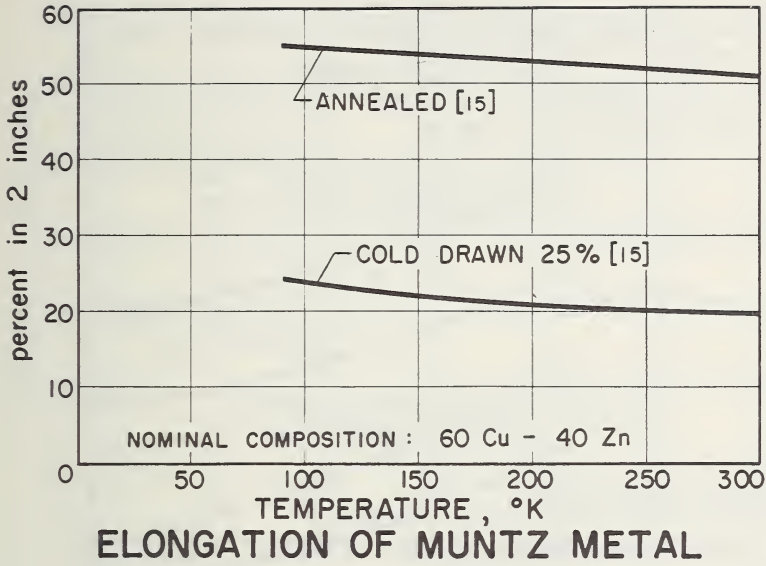 60
50
40
30
20
10
0
percent in 2 inches
ANNEALED [15]
COLD DRAWN 25% [15]
NOMINAL COMPOSITION: 60 Cu - 40 Zn
50 100 150 200 250 300
TEMPERATURE, °K
ELONGATION OF MUNTZ METAL